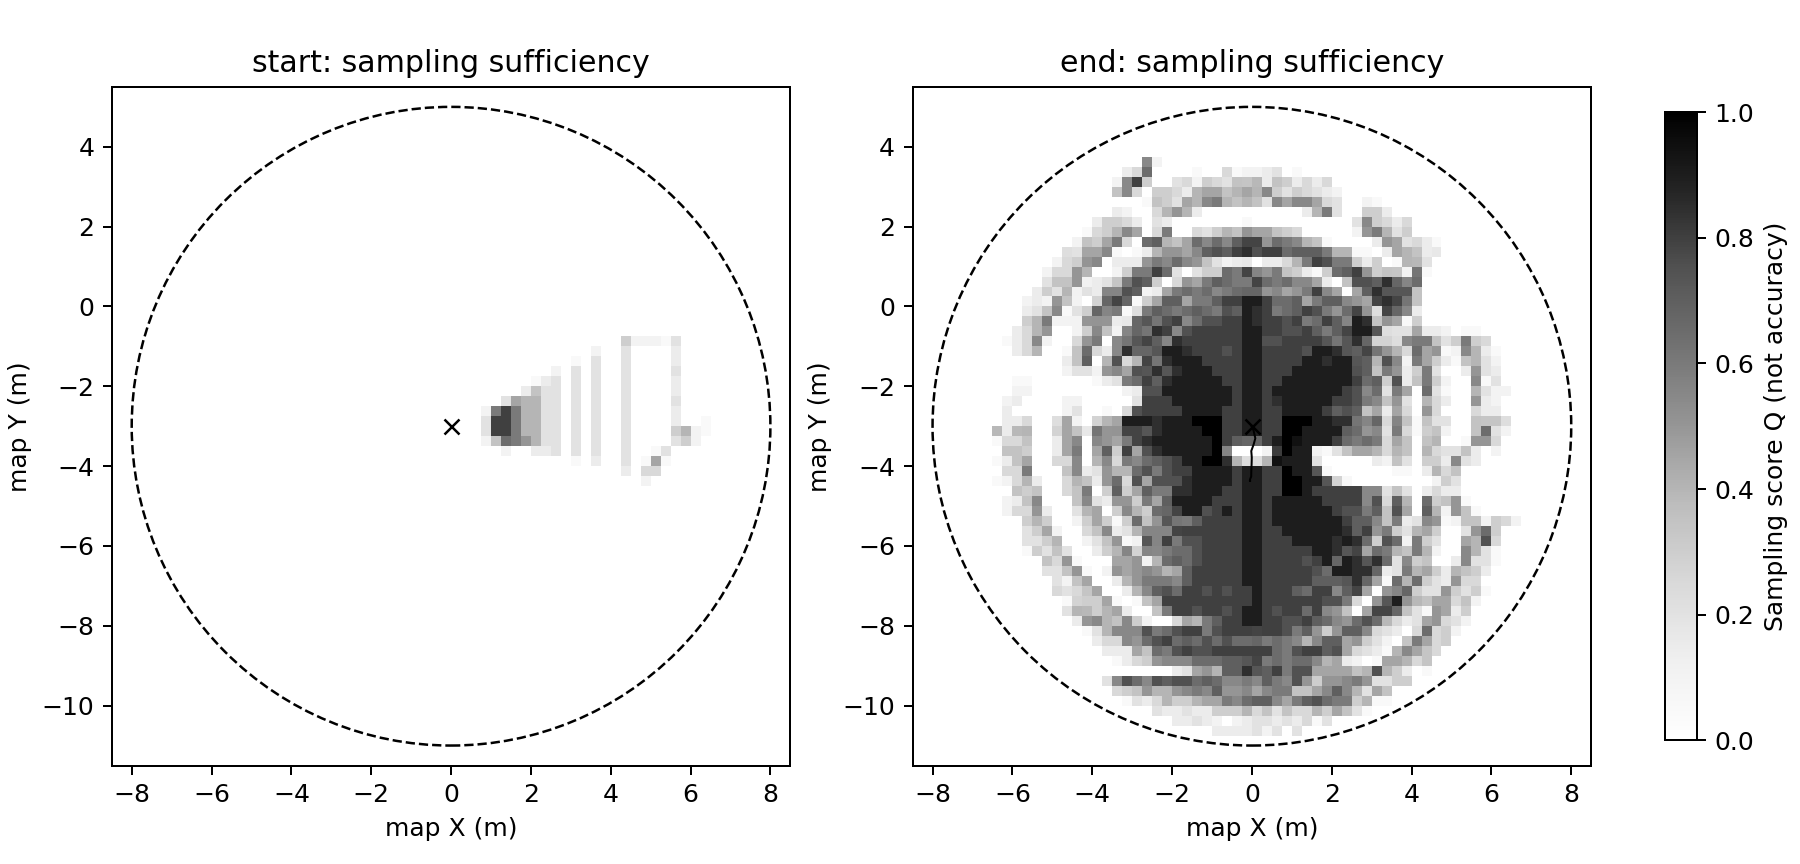 start: sampling sufficiency
end: sampling sufficiency
map Y (m)
4
2
0
−2
−4
−6
−8
−10
−8 −6 −4 −2 0 2 4 6 8
map X (m)
map Y (m)
4
2
0
−2
−4
−6
−8
−10
−8 −6 −4 −2 0 2 4 6 8
map X (m)
1.0
0.8
0.6
0.4
0.2
0.0
Sampling score Q (not accuracy)